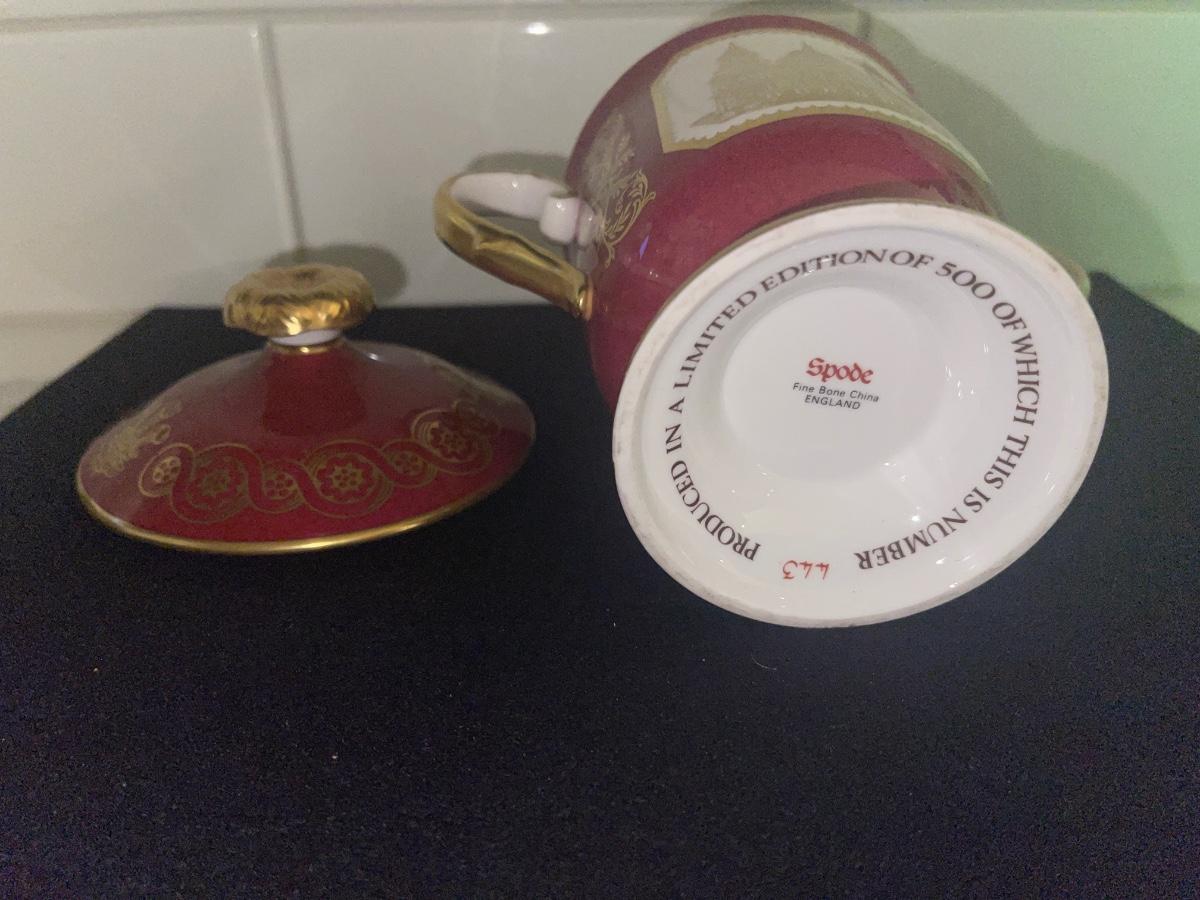 PRODUCED IN A LIMITED EDITION OF 500 OF WHICH THIS IS NUMBER
443
Spode
Fine Bone China
ENGLAND